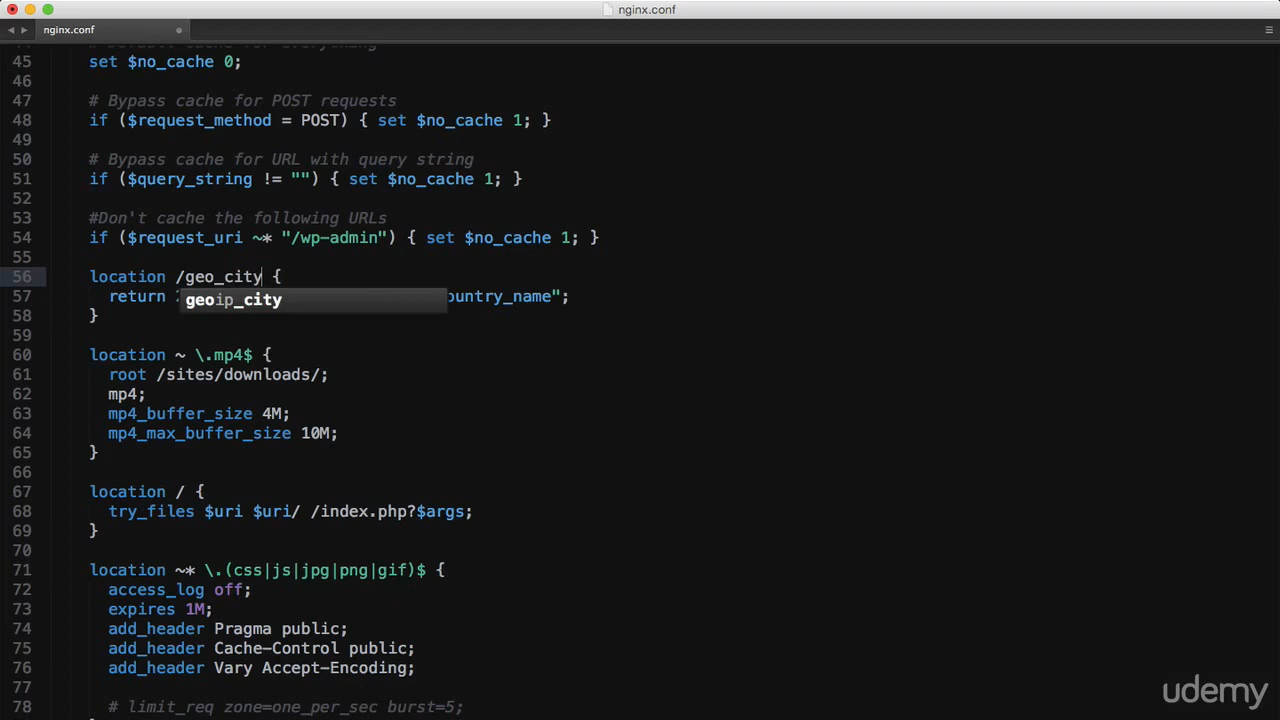 nginx.conf
nginx.conf
45 set $no_cache 0;
46
47 # Bypass cache for POST requests
48 if ($request_method = POST) { set $no_cache 1; }
49
50 # Bypass cache for URL with query string
51 if ($query_string != "") { set $no_cache 1; }
52
53 #Don't cache the following URLs
54 if ($request_uri ~* "/wp-admin") { set $no_cache 1; }
55
56 location /geo_city {
57 return ountry_name";
geoip_city
58 }
59
60 location ~ \.mp4$ {
61 root /sites/downloads/;
62 mp4;
63 mp4_buffer_size 4M;
64 mp4_max_buffer_size 10M;
65 }
66
67 location / {
68 try_files $uri $uri/ /index.php?$args;
69 }
70
71 location ~* \.(css|js|jpg|png|gif)$ {
72 access_log off;
73 expires 1M;
74 add_header Pragma public;
75 add_header Cache-Control public;
76 add_header Vary Accept-Encoding;
77
78 # limit_req zone=one_per_sec burst=5;
udemy